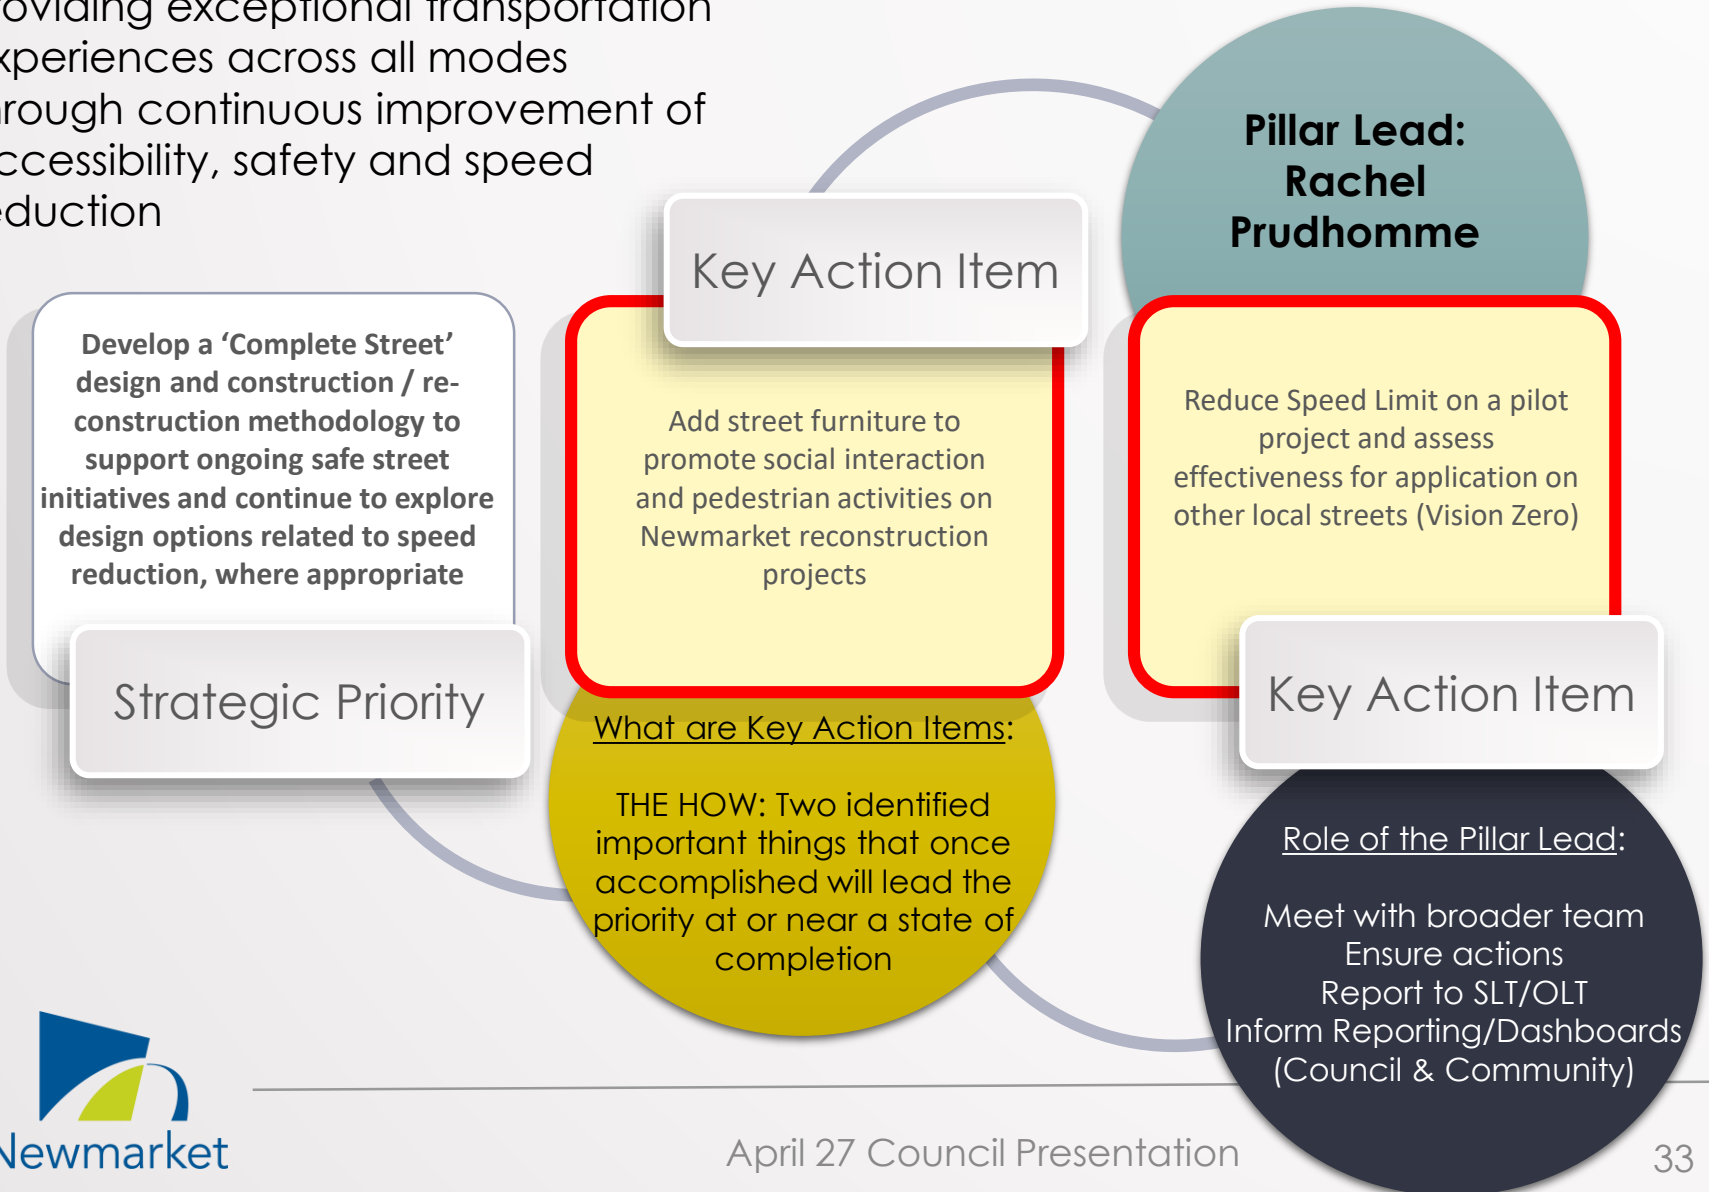 roviding exceptional transportation
xperiences across all modes
hrough continuous improvement of
ccessibility, safety and speed
eduction
Pillar Lead:
Rachel
Prudhomme
Key Action Item
Develop a ‘Complete Street’
design and construction / re-
construction methodology to
support ongoing safe street
initiatives and continue to explore
design options related to speed
reduction, where appropriate
Strategic Priority
Add street furniture to
promote social interaction
and pedestrian activities on
Newmarket reconstruction
projects
Reduce Speed Limit on a pilot
project and assess
effectiveness for application on
other local streets (Vision Zero)
Key Action Item
What are Key Action Items:
THE HOW: Two identified
important things that once
accomplished will lead the
priority at or near a state of
completion
Role of the Pillar Lead:
Meet with broader team
Ensure actions
Report to SLT/OLT
Inform Reporting/Dashboards
(Council & Community)
Newmarket
April 27 Council Presentation
33